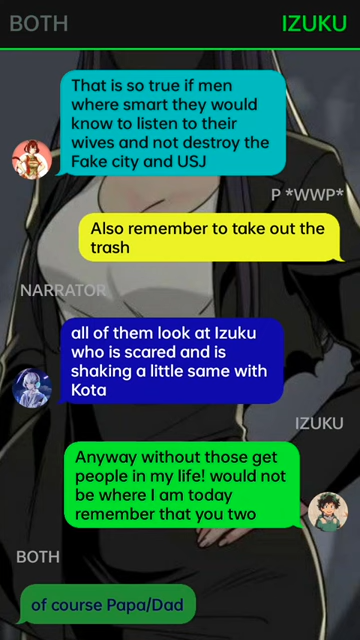 BOTH
IZUKU
That is so true if men
where smart they would
know to listen to their
wives and not destroy the
Fake city and USJ
P *WWP*
Also remember to take out the
trash
NARRATOR
all of them look at Izuku
who is scared and is
shaking a little same with
Kota
IZUKU
Anyway without those get
people in my life! would not
be where I am today
remember that you two
BOTH
of course Papa/Dad